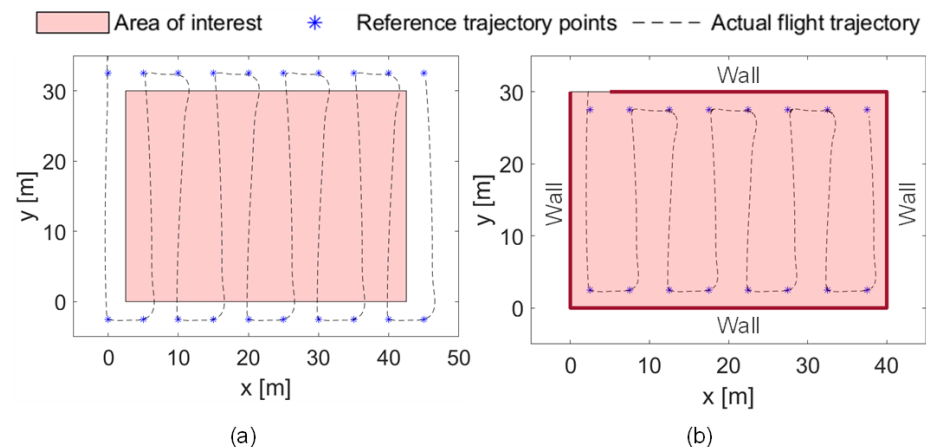 Area of interest
Reference trajectory points
Actual flight trajectory
30
20
10
0
y [m]
0 10 20 30 40 50
x [m]
(a)
Wall
30
20
10
0
y [m]
Wall
Wall
Wall
0 10 20 30 40
x [m]
(b)